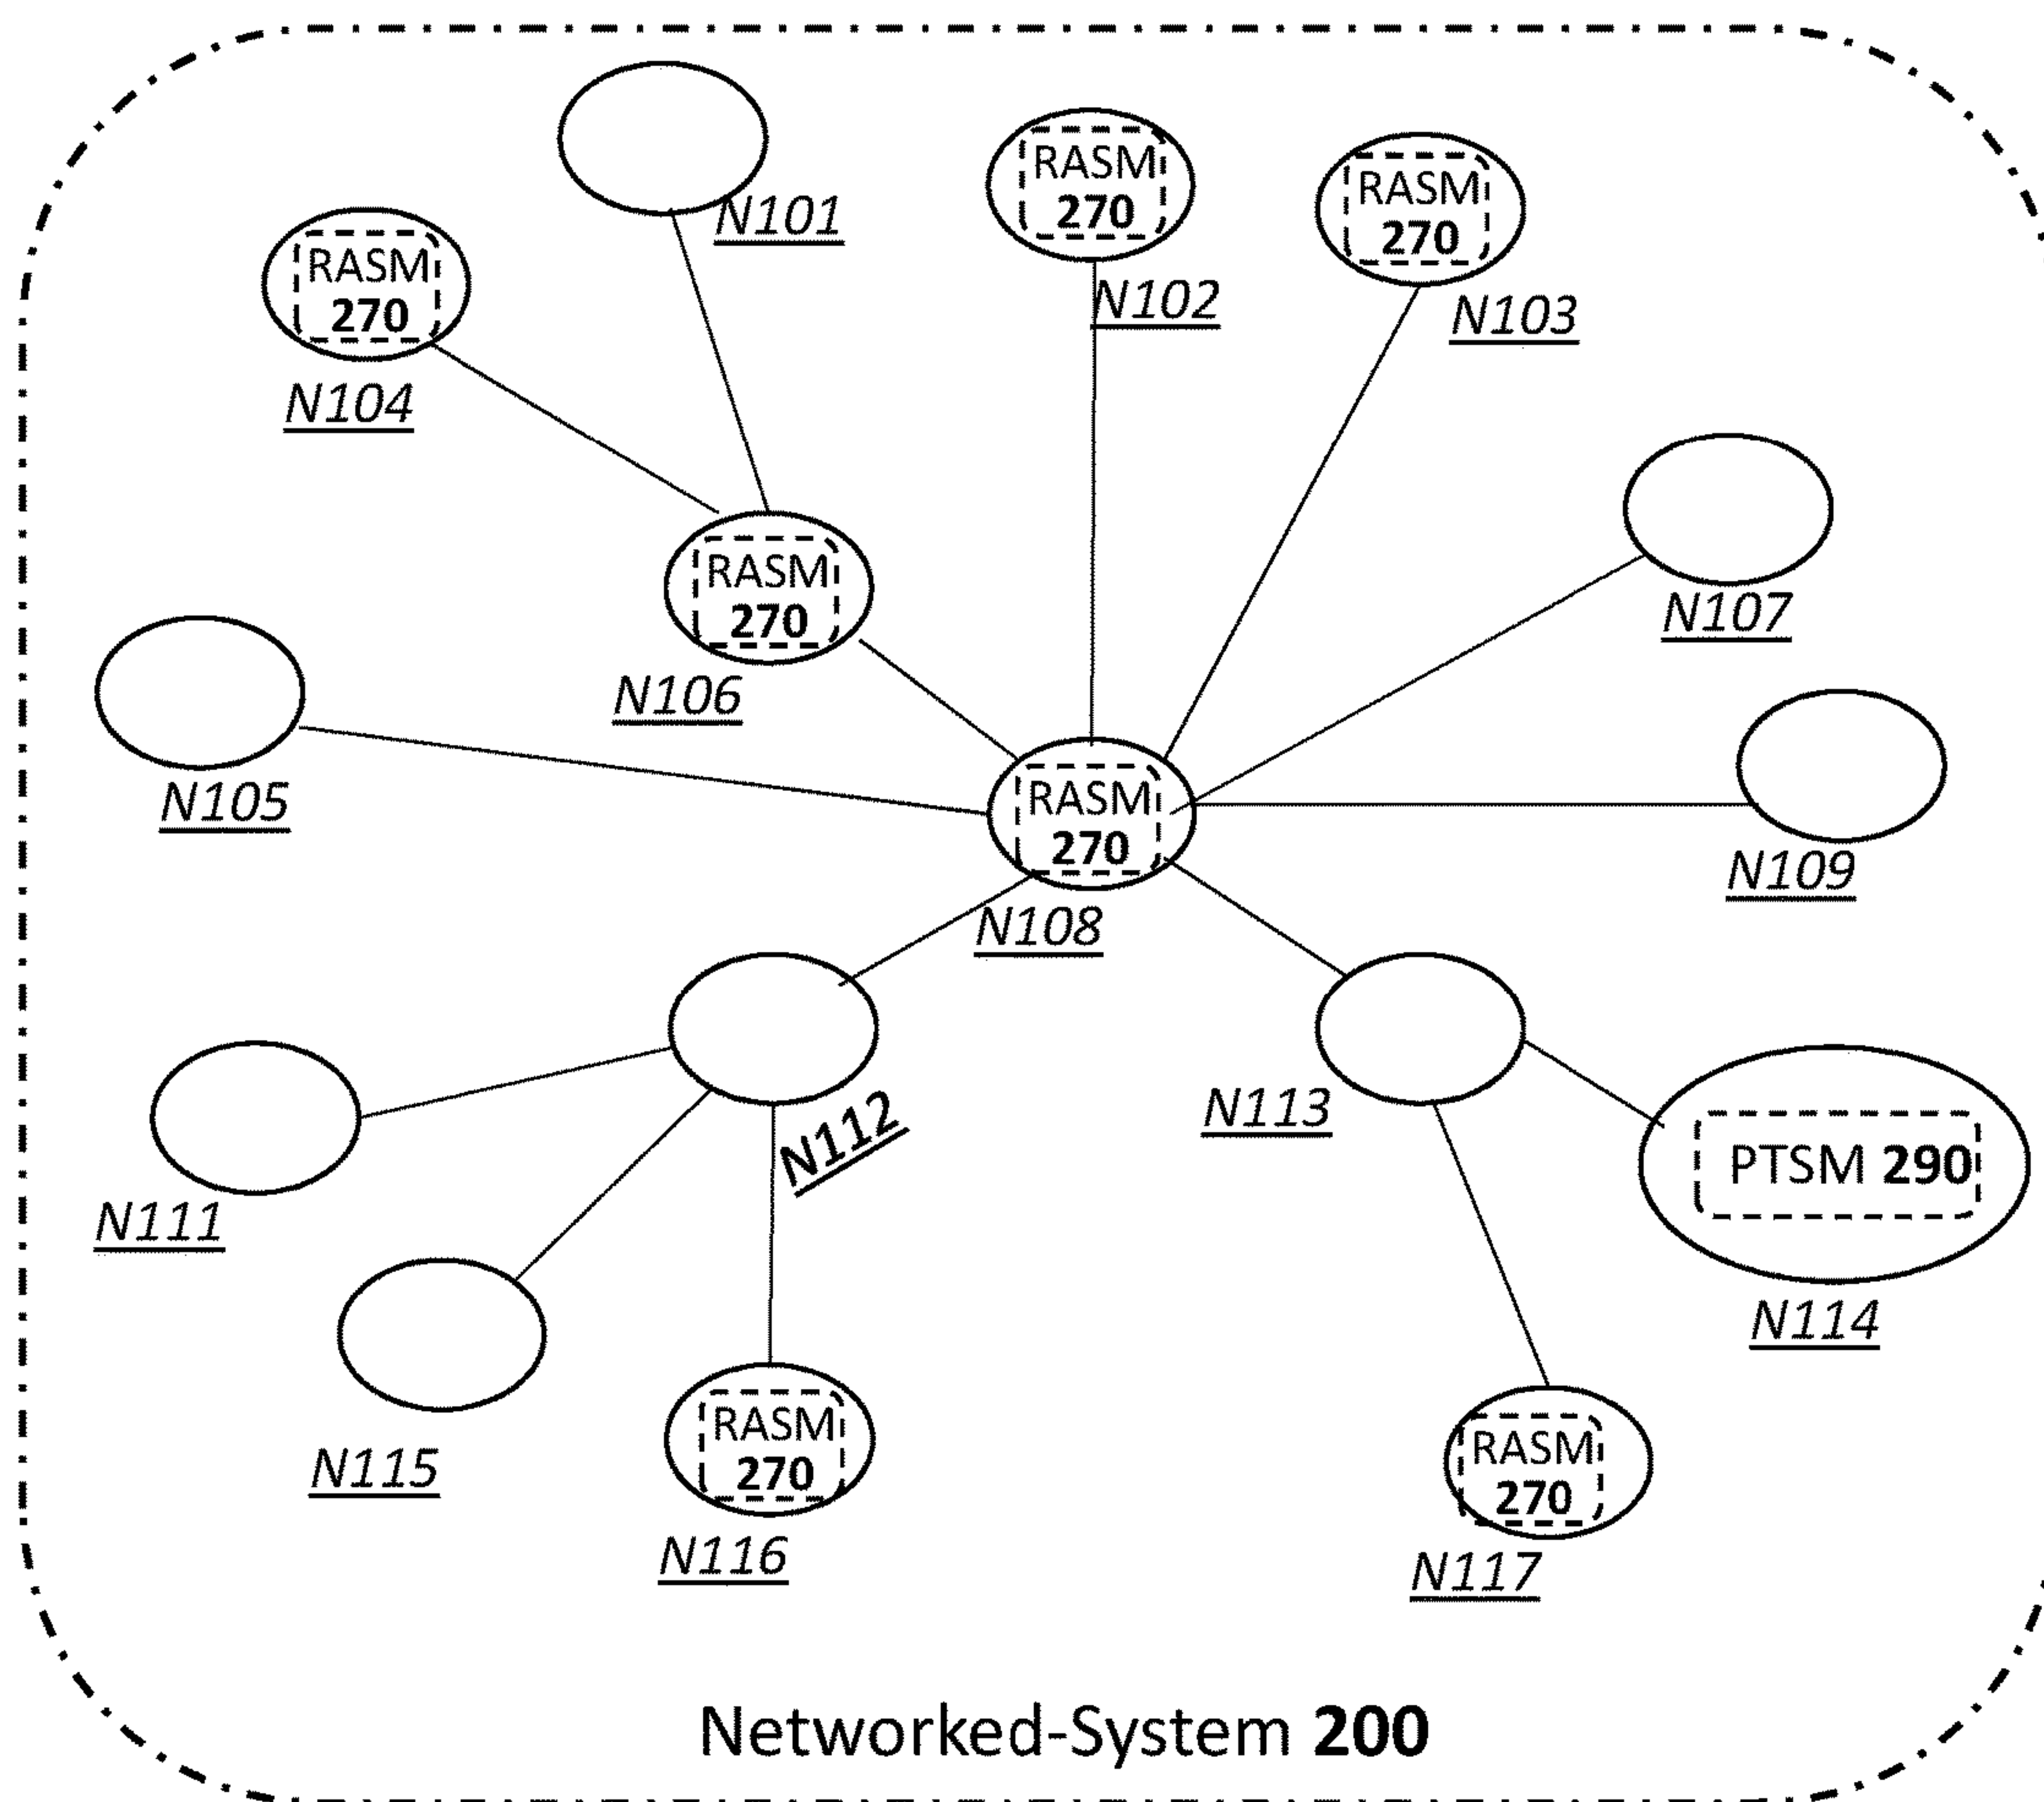 N101
RASM
270
N102
RASM
270
N103
RASM
270
N104
RASM
270
N106
N107
N105
RASM
270
N108
N109
N112
N113
PTSM 290
N114
N111
N115
RASM
270
N116
RASM
270
N117
Networked-System 200